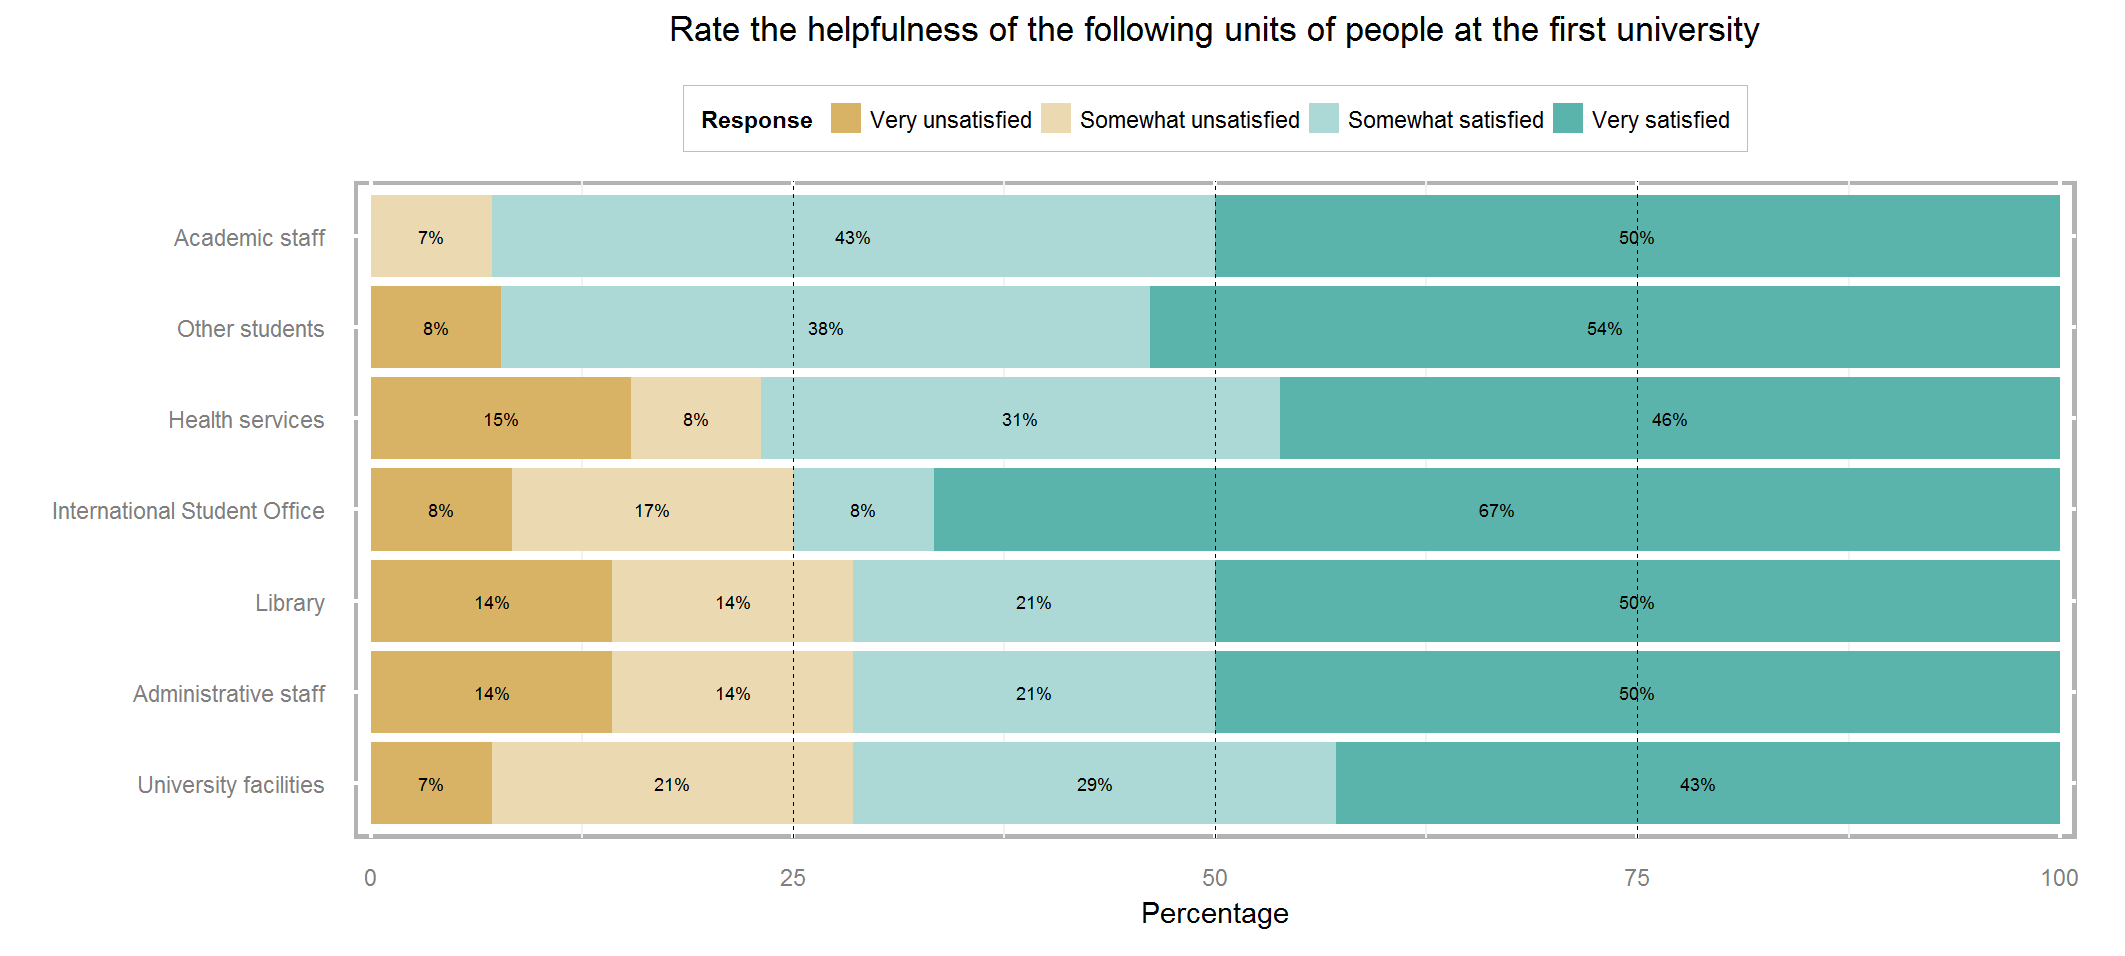 Rate the helpfulness of the following units of people at the first university
Response Very unsatisfied Somewhat unsatisfied Somewhat satisfied Very satisfied
Academic staff 7% 43% 50%
Other students 8% 38% 54%
Health services 15% 8% 31% 46%
International Student Office 8% 17% 8% 67%
Library 14% 14% 21% 50%
Administrative staff 14% 14% 21% 50%
University facilities 7% 21% 29% 43%
0 25 50 75 100
Percentage